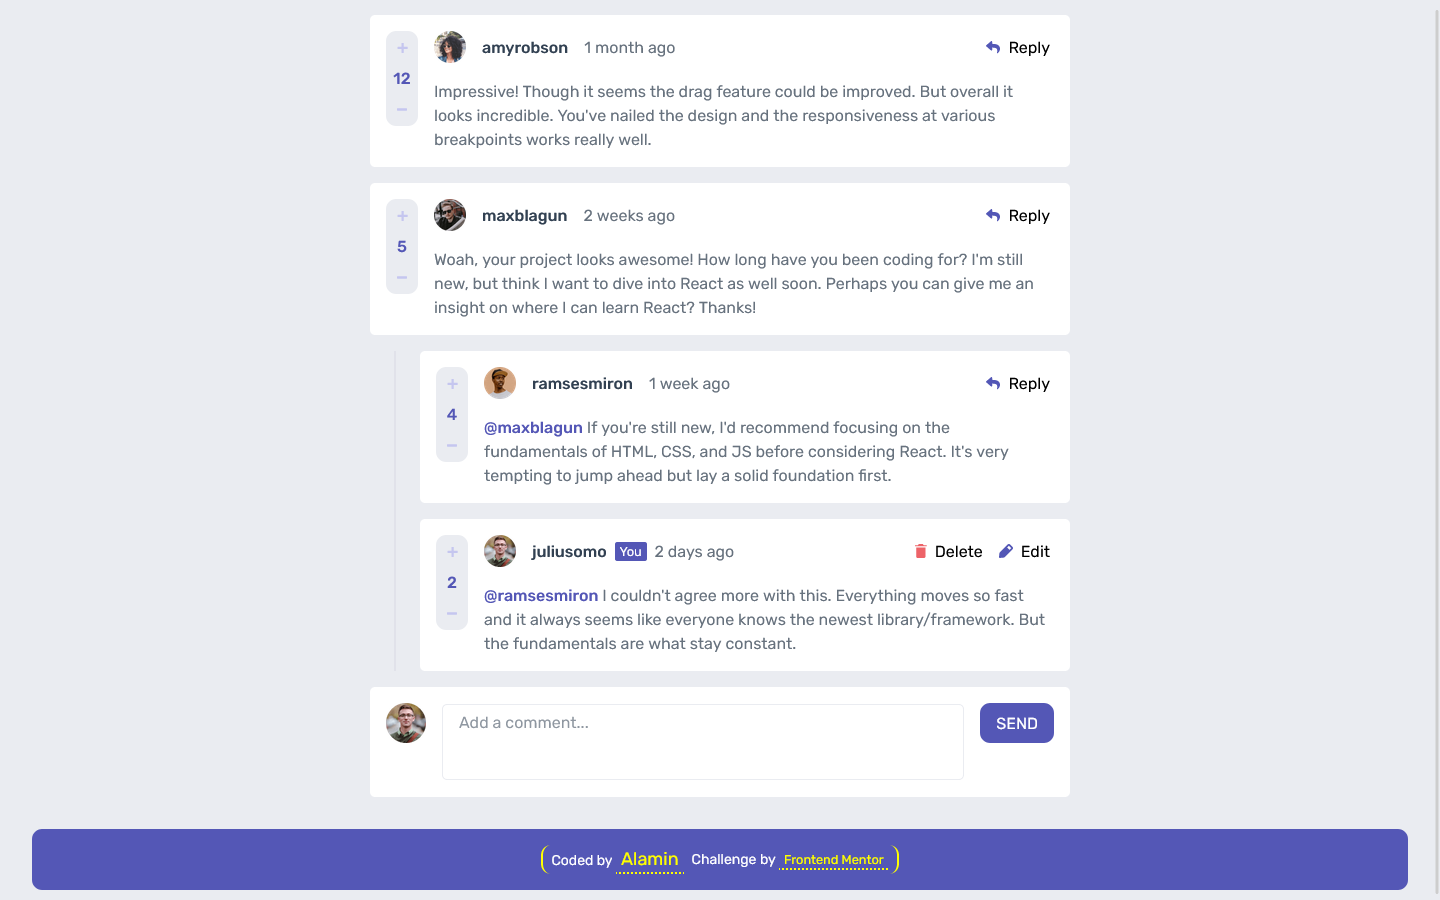 amyrobson 1 month ago Reply
+
12
−
Impressive! Though it seems the drag feature could be improved. But overall it
looks incredible. You've nailed the design and the responsiveness at various
breakpoints works really well.
maxblagun 2 weeks ago Reply
+
5
−
Woah, your project looks awesome! How long have you been coding for? I'm still
new, but think I want to dive into React as well soon. Perhaps you can give me an
insight on where I can learn React? Thanks!
ramsesmiron 1 week ago Reply
+
4
−
@maxblagun If you're still new, I'd recommend focusing on the
fundamentals of HTML, CSS, and JS before considering React. It's very
tempting to jump ahead but lay a solid foundation first.
juliusomo You 2 days ago Delete Edit
+
2
−
@ramsesmiron I couldn't agree more with this. Everything moves so fast
and it always seems like everyone knows the newest library/framework. But
the fundamentals are what stay constant.
Add a comment... SEND
Coded by Alamin Challenge by Frontend Mentor